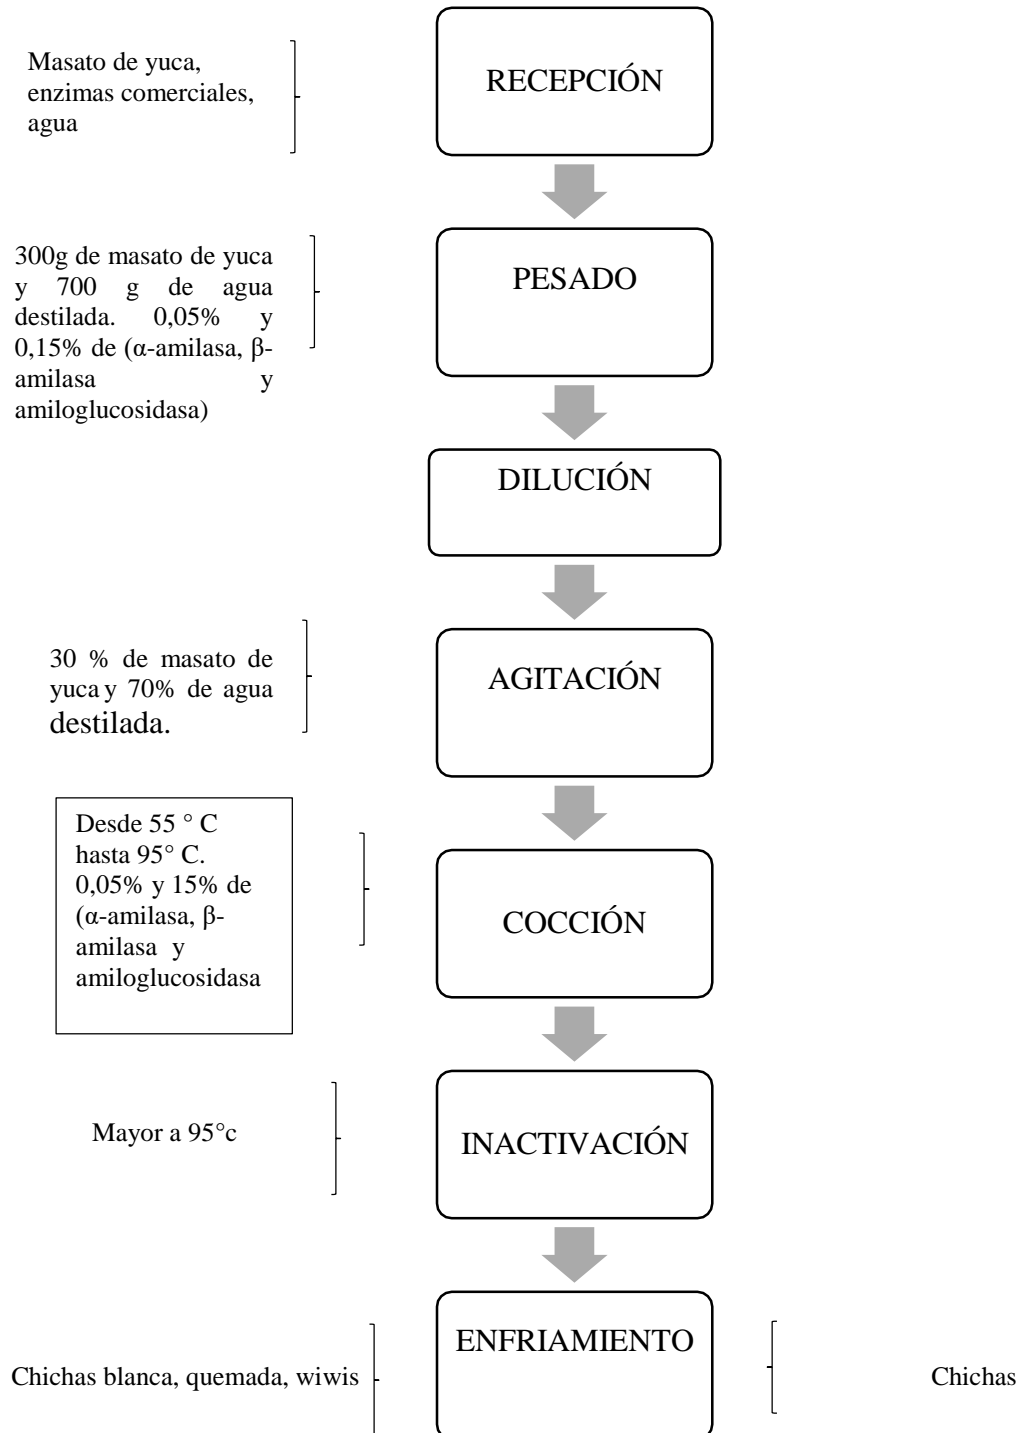 Masato de yuca,
enzimas comerciales,
agua
RECEPCIÓN
300g de masato de yuca
y 700 g de agua
destilada. 0,05% y
0,15% de (α-amilasa, β-
amilasa y
amiloglucosidasa)
PESADO
DILUCIÓN
30 % de masato de
yuca y 70% de agua
destilada.
AGITACIÓN
Desde 55 ° C
hasta 95° C.
0,05% y 15% de
(α-amilasa, β-
amilasa y
amiloglucosidasa
COCCIÓN
Mayor a 95°c
INACTIVACIÓN
ENFRIAMIENTO
Chichas blanca, quemada, wiwis
Chichas